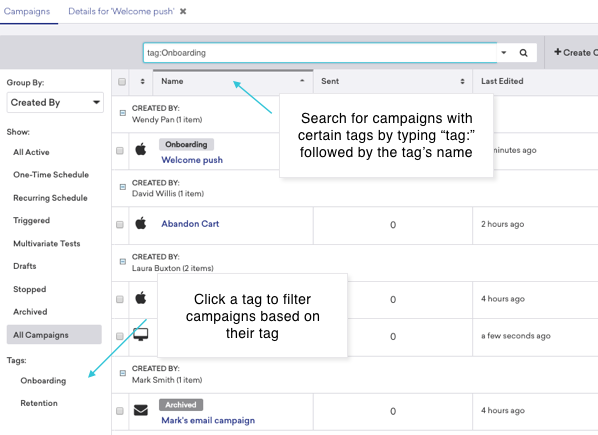 Campaigns Details for 'Welcome push' ✖
tag:Onboarding
+ Create C
Group By:
Created By
Show:
All Active
One-Time Schedule
Recurring Schedule
Triggered
Multivariate Tests
Drafts
Stopped
Archived
All Campaigns
Tags:
Onboarding
Retention
Name Sent Last Edited
CREATED BY:
Wendy Pan (1 item)
Onboarding
Welcome push
minutes ago
CREATED BY:
David Willis (1 item)
Abandon Cart 0 2 hours ago
CREATED BY:
Laura Buxton (2 items)
0 4 hours ago
0 a few seconds ago
CREATED BY:
Mark Smith (1 item)
Archived
Mark's email campaign 0 4 hours ago
Search for campaigns with
certain tags by typing “tag:”
followed by the tag’s name
Click a tag to filter
campaigns based on
their tag